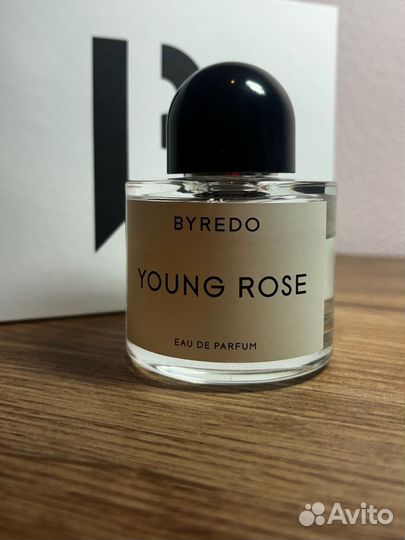 BYREDO
YOUNG ROSE
EAU DE PARFUM
Avito